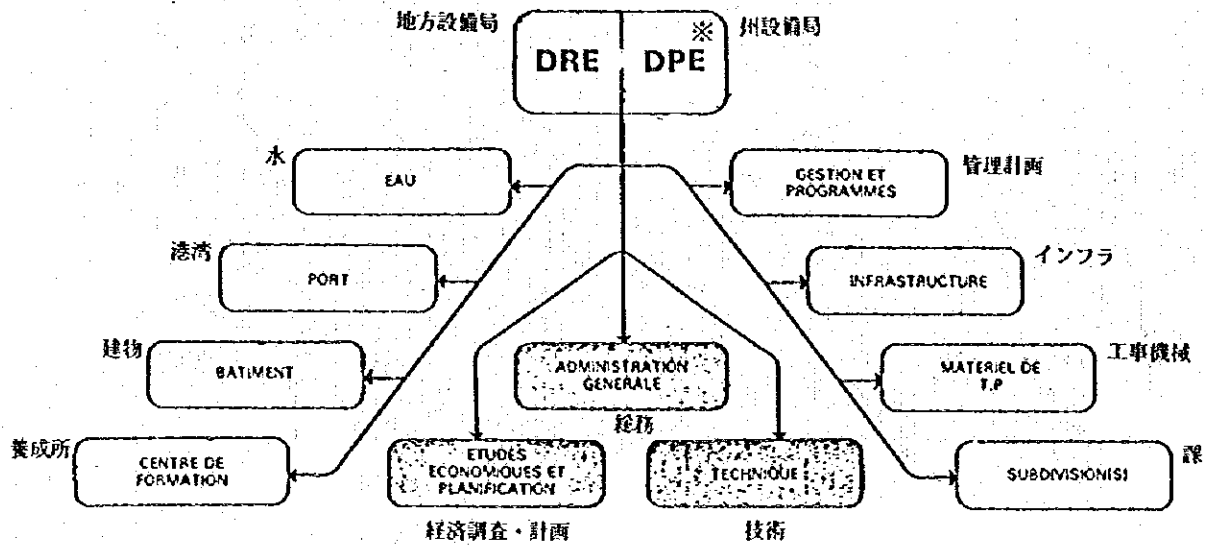 地方設備局
DRE
DPE
※
州設備局
水
EAU
GESTION ET
PROGRAMMES
管理計画
港湾
PORT
INFRASTRUCTURE
インフラ
建物
BATIMENT
ADMINISTRATION
GENERALE
総務
MATERIEL DE
T.P
工事機械
養成所
CENTRE DE
FORMATION
ETUDES
ECONOMIQUES ET
PLANIFICATION
経済調査・計画
TECHNIQUE
技術
SUBDIVISION(S)
課